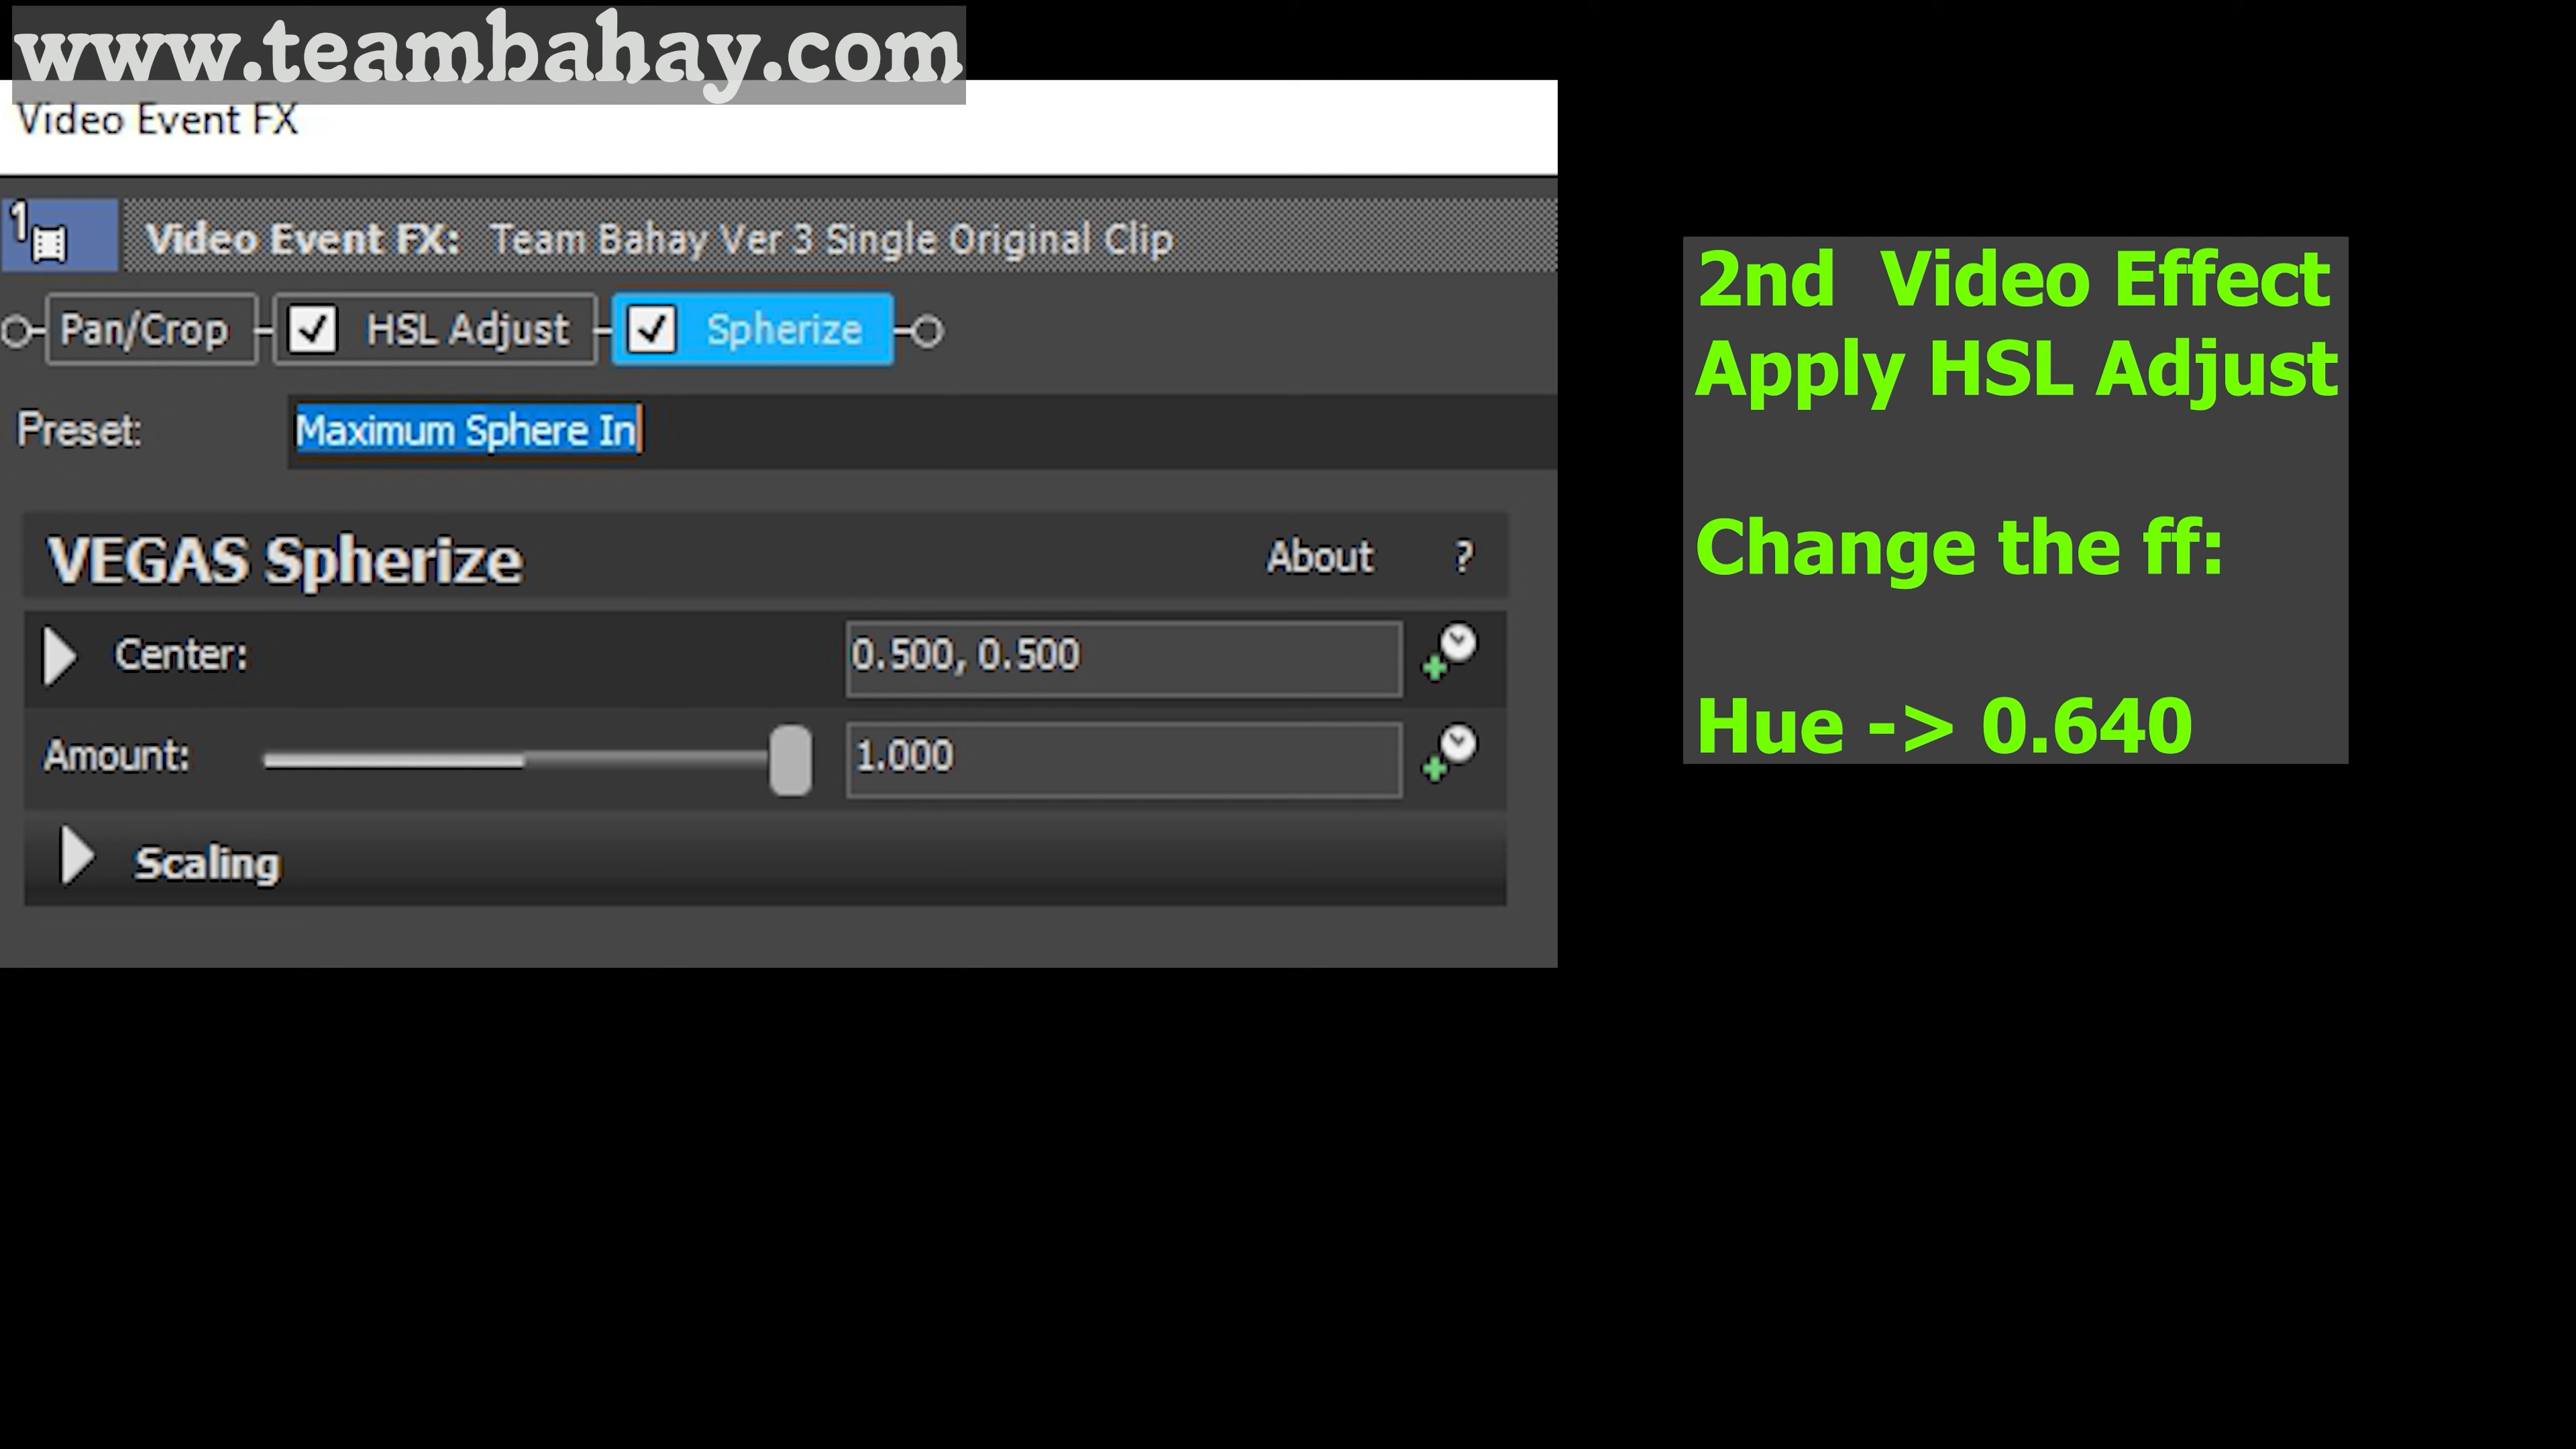 www.teambahay.com
Video Event FX
1
Video Event FX: Team Bahay Ver 3 Single Original Clip
Pan/Crop HSL Adjust Spherize
Preset: Maximum Sphere In
VEGAS Spherize About ?
Center: 0.500, 0.500
Amount: 1.000
Scaling
2nd Video Effect
Apply HSL Adjust
Change the ff:
Hue -> 0.640